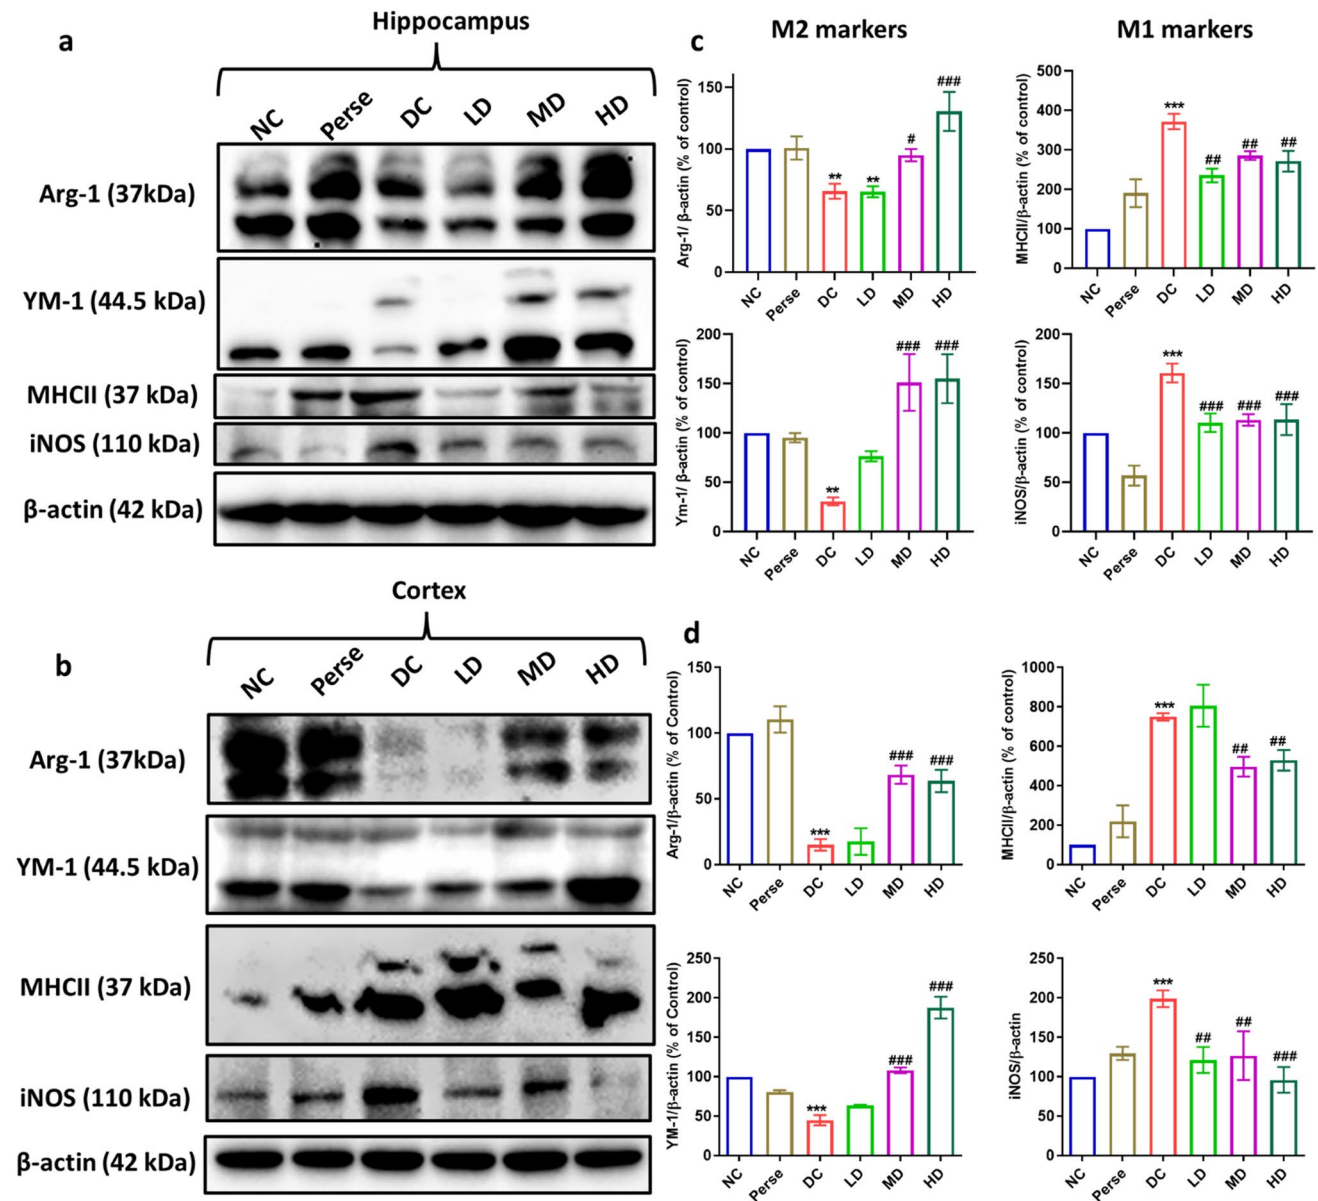 a
Hippocampus
NC Perse DC LD MD HD
Arg-1 (37kDa)
YM-1 (44.5 kDa)
MHCII (37 kDa)
iNOS (110 kDa)
β-actin (42 kDa)
b
Cortex
NC Perse DC LD MD HD
Arg-1 (37kDa)
YM-1 (44.5 kDa)
MHCII (37 kDa)
iNOS (110 kDa)
β-actin (42 kDa)
c
M2 markers
M1 markers
Arg-1/ β-actin (% of control)
150
100
50
0
** ** # ###
NC Perse DC LD MD HD
MHCII/β-actin (% of control)
500
400
300
200
100
0
*** ## ## ##
NC Perse DC LD MD HD
Ym-1/ β-actin (% of control)
200
150
100
50
0
** ### ###
NC Perse DC LD MD HD
iNOS/β-actin (% of control)
200
150
100
50
0
*** ### ### ###
NC Perse DC LD MD HD
d
Arg-1/β-actin (% of Control)
150
100
50
0
*** ### ###
NC Perse DC LD MD HD
MHCII/β-actin (% of control)
1000
800
600
400
200
0
*** ## ##
NC Perse DC LD MD HD
YM-1/β-actin (% of Control)
250
200
150
100
50
0
*** ### ###
NC Perse DC LD MD HD
iNOS/β-actin
250
200
150
100
50
0
*** ## ## ###
NC Perse DC LD MD HD